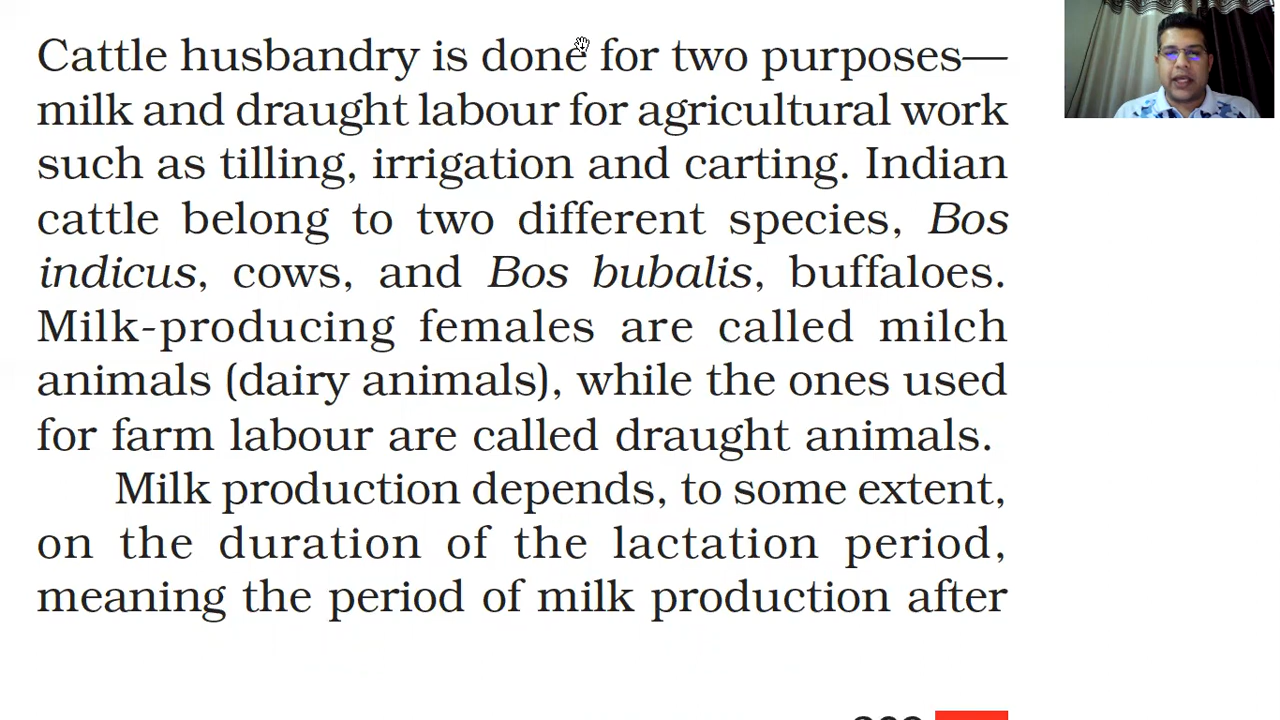 Cattle husbandry is done for two purposes—
milk and draught labour for agricultural work
such as tilling, irrigation and carting. Indian
cattle belong to two different species, Bos
indicus, cows, and Bos bubalis, buffaloes.
Milk-producing females are called milch
animals (dairy animals), while the ones used
for farm labour are called draught animals.
Milk production depends, to some extent,
on the duration of the lactation period,
meaning the period of milk production after